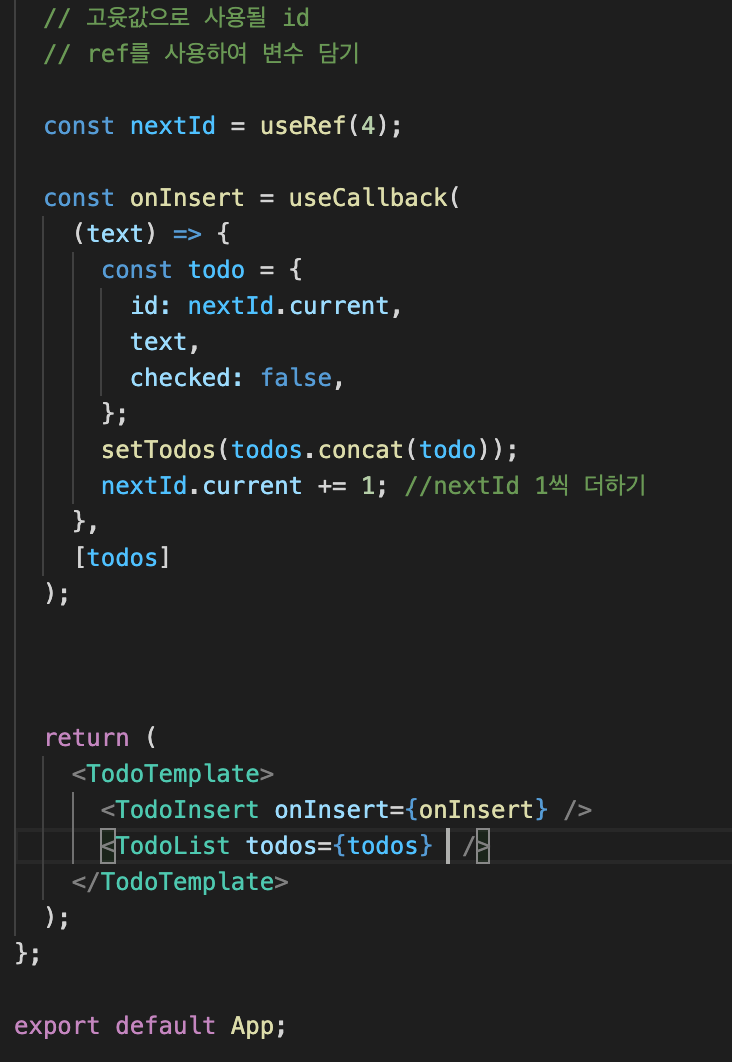 // 고윳값으로 사용될 id
// ref를 사용하여 변수 담기
const nextId = useRef(4);
const onInsert = useCallback(
(text) => {
const todo = {
id: nextId.current,
text,
checked: false,
};
setTodos(todos.concat(todo));
nextId.current += 1; //nextId 1씩 더하기
},
[todos]
);
return (
<TodoTemplate>
<TodoInsert onInsert={onInsert} />
<TodoList todos={todos}  />
</TodoTemplate>
);
};
export default App;